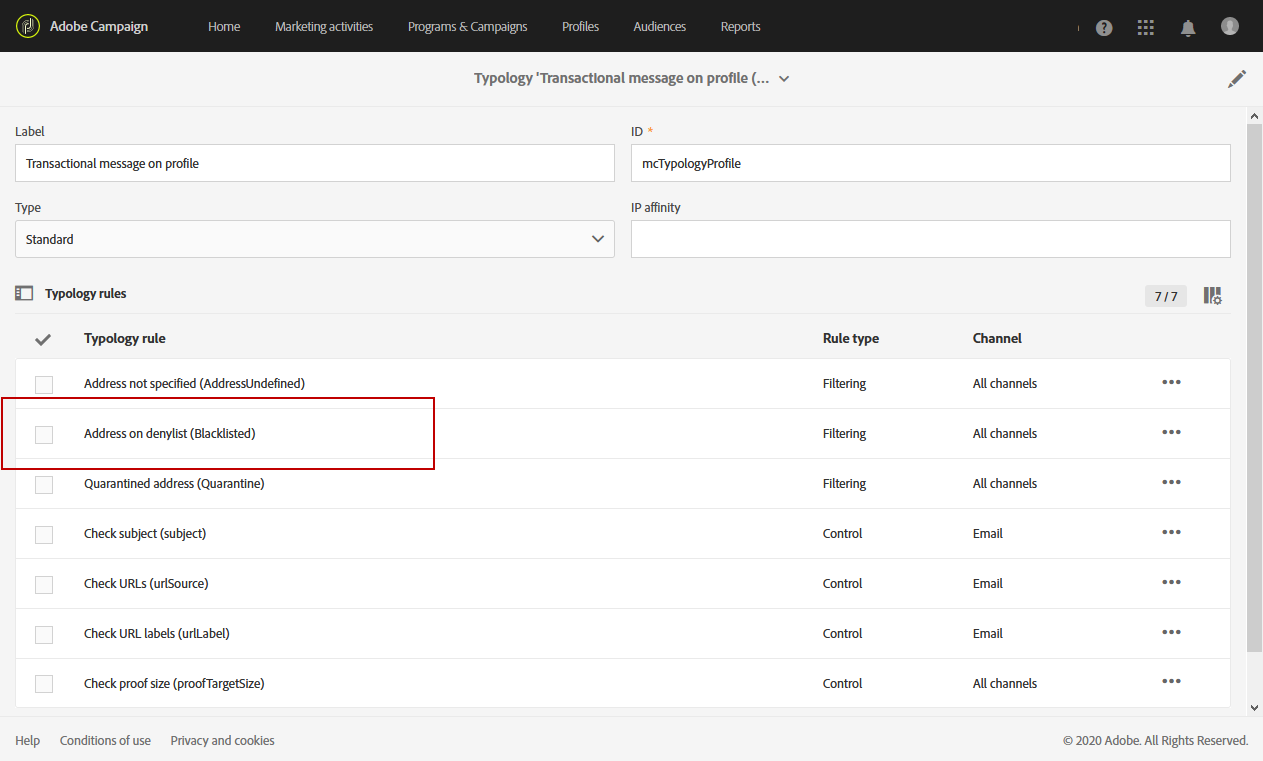 Adobe Campaign Home Marketing activities Programs & Campaigns Profiles Audiences Reports
Typology 'Transactional message on profile (...
Label ID *
Transactional message on profile mcTypologyProfile
Type IP affinity
Standard
Typology rules 7 / 7
Typology rule Rule type Channel
Address not specified (AddressUndefined) Filtering All channels
Address on denylist (Blacklisted) Filtering All channels
Quarantined address (Quarantine) Filtering All channels
Check subject (subject) Control Email
Check URLs (urlSource) Control Email
Check URL labels (urlLabel) Control Email
Check proof size (proofTargetSize) Control All channels
Help Conditions of use Privacy and cookies © 2020 Adobe. All Rights Reserved.